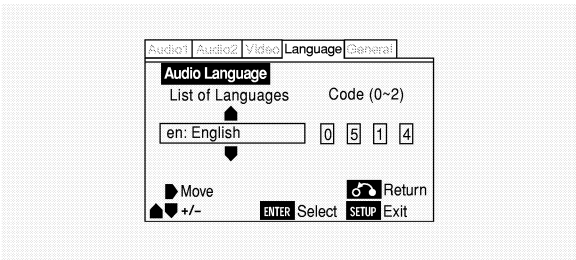 Audio1 Audio2 Video Language General
Audio Language
List of Languages Code (0~2)
en: English 0 5 1 4
Move Return
+/– ENTER Select SETUP Exit